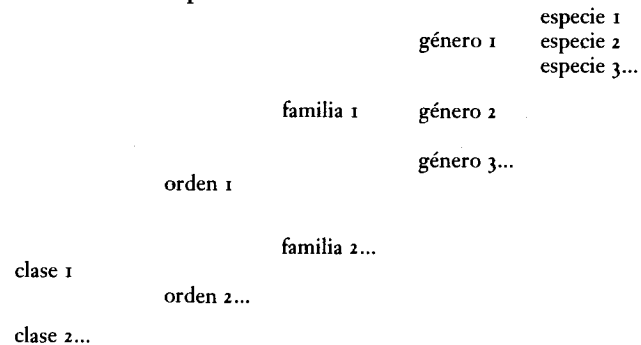 especie 1
género 1 especie 2
especie 3...
familia 1 género 2
género 3...
orden 1
familia 2...
clase 1
orden 2...
clase 2...